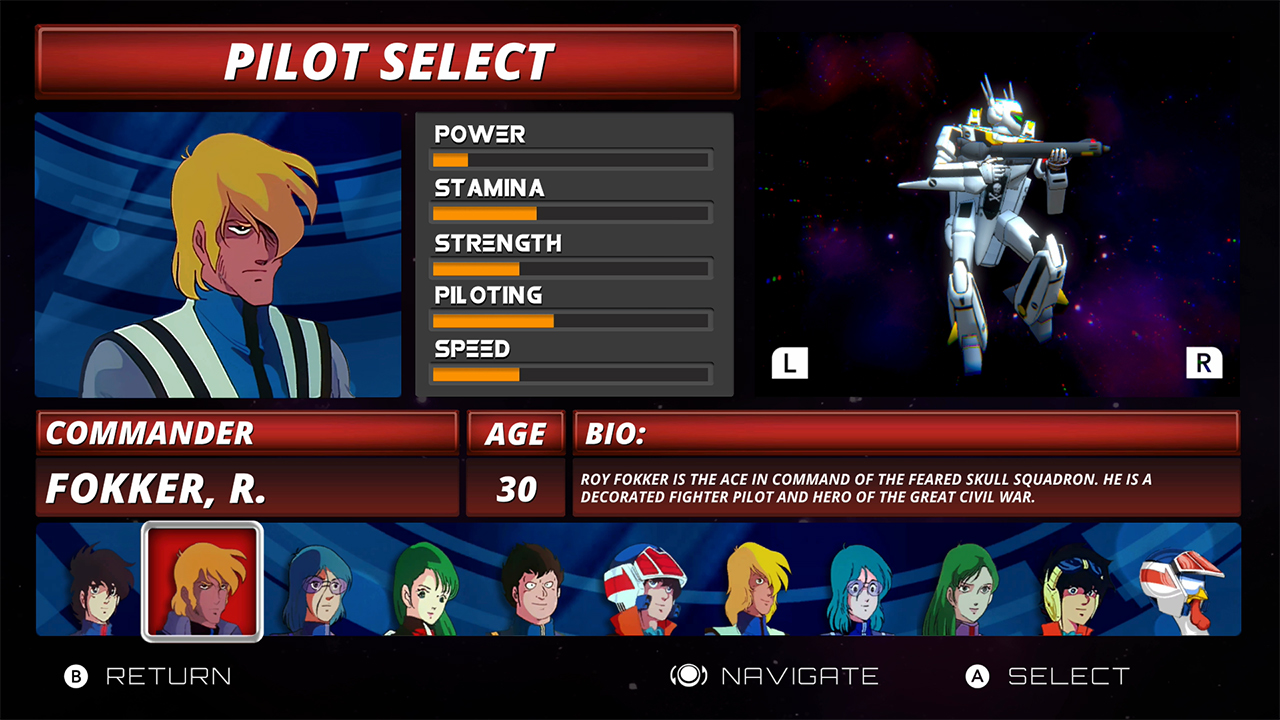 PILOT SELECT
POWER
STAMINA
STRENGTH
PILOTING
SPEED
L
R
COMMANDER
FOKKER, R.
AGE
30
BIO:
ROY FOKKER IS THE ACE IN COMMAND OF THE FEARED SKULL SQUADRON. HE IS A
DECORATED FIGHTER PILOT AND HERO OF THE GREAT CIVIL WAR.
B RETURN
NAVIGATE
A SELECT